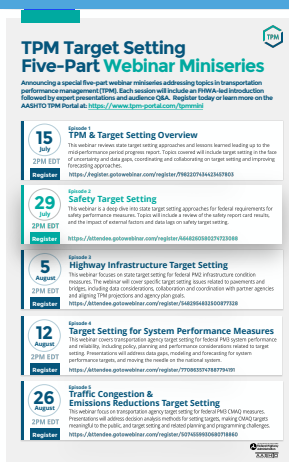 TPM
TPM Target Setting
Five-Part Webinar Miniseries
Announcing a special five-part webinar miniseries addressing topics in transportation
performance management (TPM). Each session will include an FHWA-led introduction
followed by expert presentations and audience Q&A. Register today or learn more on the
AASHTO TPM Portal at: https://www.tpm-portal.com/tpmmini
15
July
2PM EDT
Register
Episode 1
TPM & Target Setting Overview
This webinar reviews state target setting approaches and lessons learned leading up to the
mid-performance period progress report. Topics covered will include target setting in the face
of uncertainty and data gaps, coordinating and collaborating on target setting and improving
forecasting approaches.
https://register.gotowebinar.com/register/7982207434423457803
29
July
2PM EDT
Register
Episode 2
Safety Target Setting
This webinar is a deep dive into state target setting approaches for federal requirements for
safety performance measures. Topics will include a review of the safety report card results,
and the impact of external factors and data lags on safety target setting.
https://attendee.gotowebinar.com/register/5648260580274723088
5
August
2PM EDT
Register
Episode 3
Highway Infrastructure Target Setting
This webinar focuses on state target setting for federal PM2 infrastructure condition
measures. The webinar will cover specific target setting issues related to pavements and
bridges, including data considerations, collaboration and coordination with partner agencies
and aligning TPM projections and agency plan goals.
https://attendee.gotowebinar.com/register/5482954632500877328
12
August
2PM EDT
Register
Episode 4
Target Setting for System Performance Measures
This webinar covers transportation agency target setting for federal PM3 system performance
and reliability, including policy, planning and performance considerations related to target
setting. Presentations will address data gaps, modeling and forecasting for system
performance targets, and moving the needle on the national system.
https://attendee.gotowebinar.com/register/770863574887794191
26
August
2PM EDT
Register
Episode 5
Traffic Congestion &
Emissions Reductions Target Setting
This webinar focus on transportation agency target setting for federal PM3 CMAQ measures.
Presentations will address decision analysis methods for setting targets, making CMAQ targets
meaningful to the public, and target setting and related planning and programming challenges.
https://attendee.gotowebinar.com/register/5074559930680718860
AASHTO